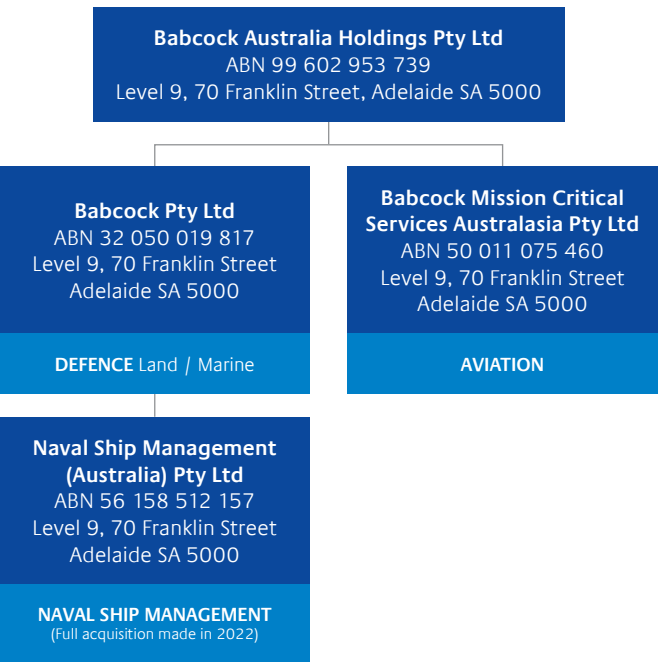 Babcock Australia Holdings Pty Ltd
ABN 99 602 953 739
Level 9, 70 Franklin Street, Adelaide SA 5000
Babcock Pty Ltd
ABN 32 050 019 817
Level 9, 70 Franklin Street
Adelaide SA 5000
DEFENCE Land / Marine
Babcock Mission Critical
Services Australasia Pty Ltd
ABN 50 011 075 460
Level 9, 70 Franklin Street
Adelaide SA 5000
AVIATION
Naval Ship Management
(Australia) Pty Ltd
ABN 56 158 512 157
Level 9, 70 Franklin Street
Adelaide SA 5000
NAVAL SHIP MANAGEMENT
(Full acquisition made in 2022)